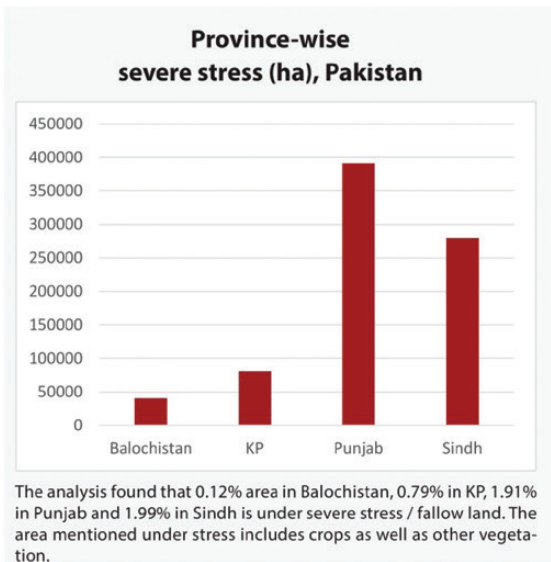 Province-wise
severe stress (ha), Pakistan
450000
400000
350000
300000
250000
200000
150000
100000
50000
0
Balochistan KP Punjab Sindh
The analysis found that 0.12% area in Balochistan, 0.79% in KP, 1.91%
in Punjab and 1.99% in Sindh is under severe stress / fallow land. The
area mentioned under stress includes crops as well as other vegeta-
tion.